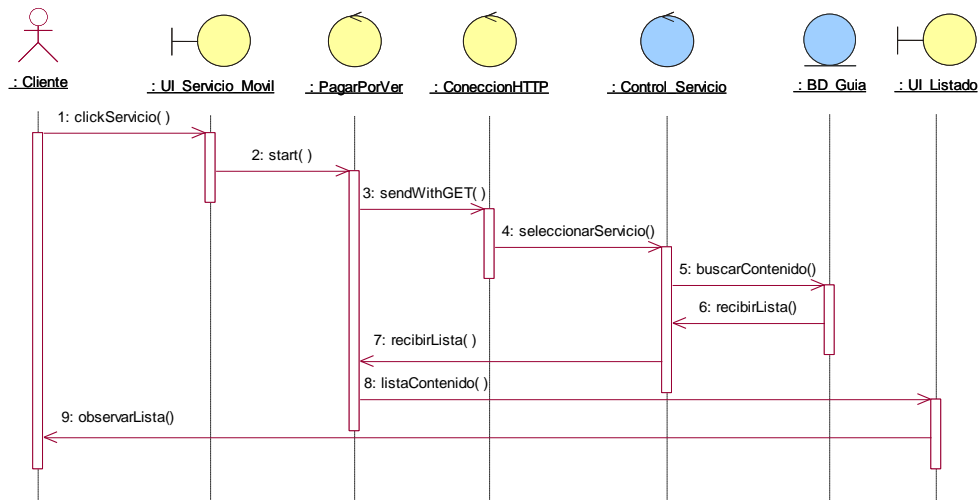 : Cliente
: UI_Servicio_Movil
: PagarPorVer
: ConeccionHTTP
: Control_Servicio
: BD_Guia
: UI_Listado
1: clickServicio( )
2: start( )
3: sendWithGET( )
4: seleccionarServicio()
5: buscarContenido()
6: recibirLista()
7: recibirLista( )
8: listaContenido( )
9: observarLista()